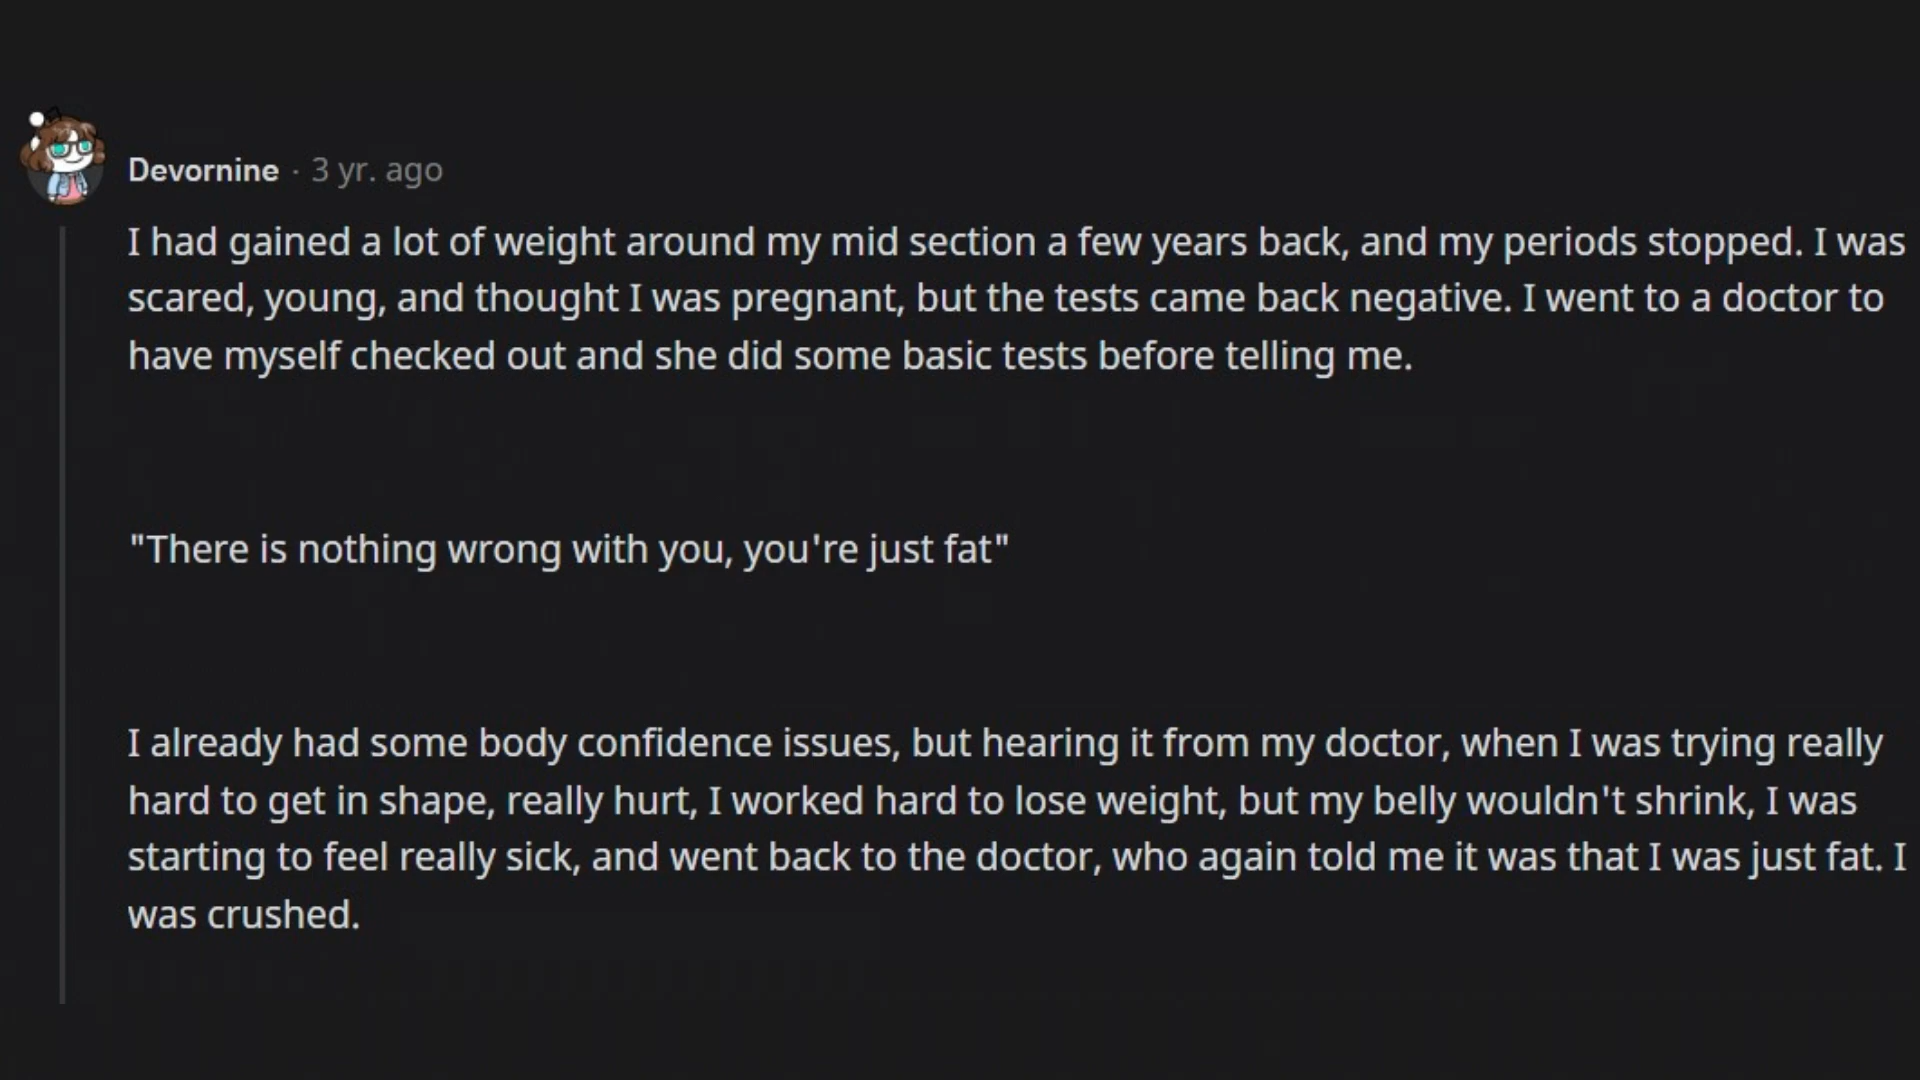 Devornine · 3 yr. ago
I had gained a lot of weight around my mid section a few years back, and my periods stopped. I was
scared, young, and thought I was pregnant, but the tests came back negative. I went to a doctor to
have myself checked out and she did some basic tests before telling me.
"There is nothing wrong with you, you're just fat"
I already had some body confidence issues, but hearing it from my doctor, when I was trying really
hard to get in shape, really hurt, I worked hard to lose weight, but my belly wouldn't shrink, I was
starting to feel really sick, and went back to the doctor, who again told me it was that I was just fat. I
was crushed.